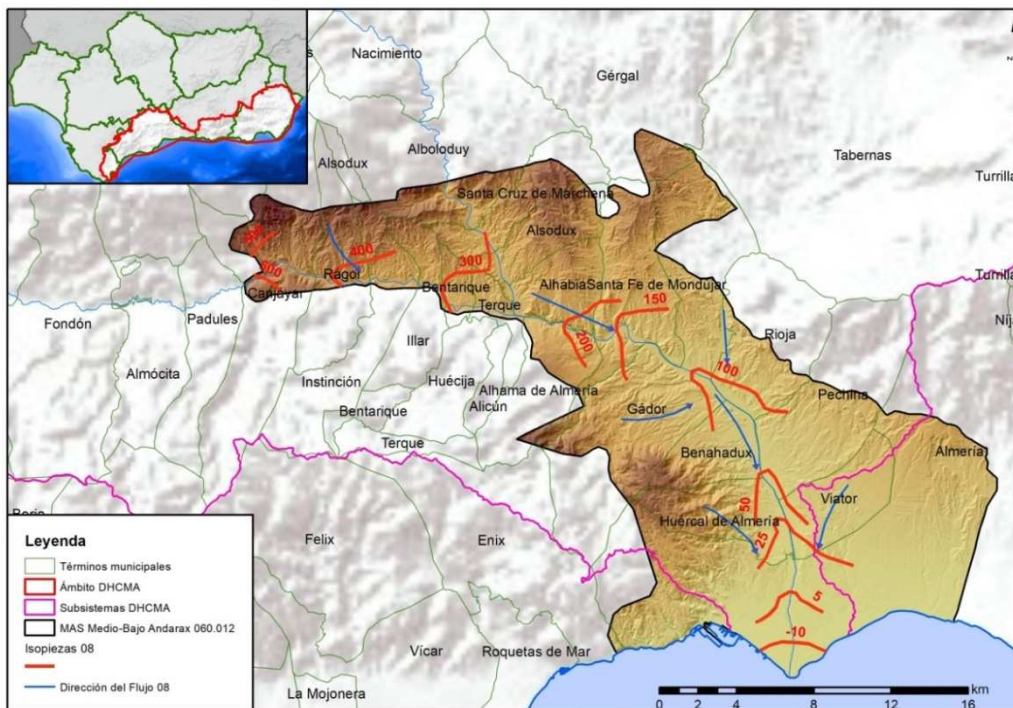 Nacimiento
Gérgal
Alboloduy
Alsodux
Tabernas
Turrilla
Santa Cruz de Marchena
Alsodux
400
300
Rágol
Bentarique
Canjáyar
Terque
Alhabia
Santa Fe de Mondújar
150
Turrilla
Fondón
Padules
200
Rioja
Níj
Illar
Almócita
Instinción
Huécija
Alhama de Almería
Alicún
100
Pechina
Bentarique
Gádor
Terque
Benahadux
Almería
50
Viator
Huércal de Almería
25
Felix
Enix
5
-10
Vícar
Roquetas de Mar
La Mojonera
Leyenda
Términos municipales
Ámbito DHCMA
Subsistemas DHCMA
MAS Medio-Bajo Andarax 060.012
Isopiezas 08
Dirección del Flujo 08
km
0 2 4 8 12 16